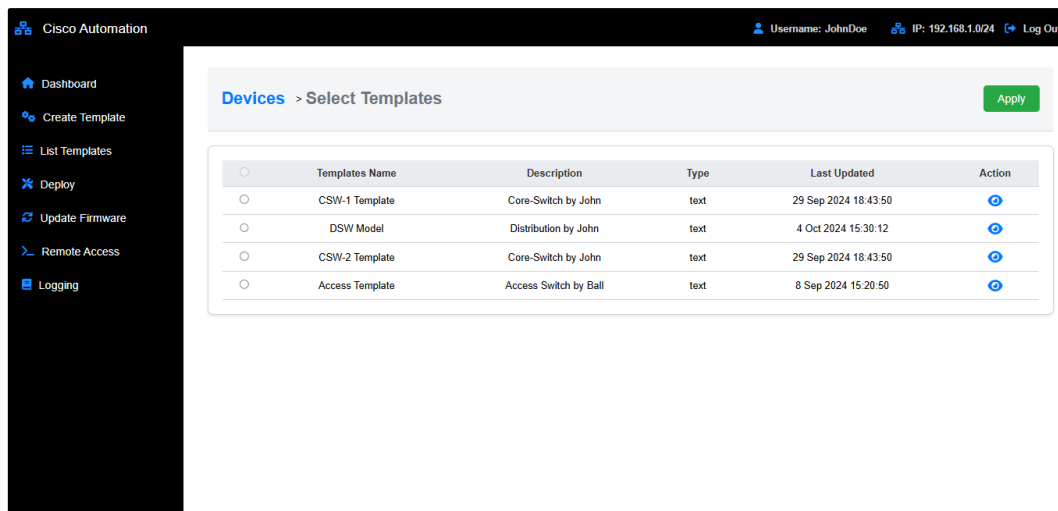 Cisco Automation
Username: JohnDoe IP: 192.168.1.0/24 Log Ou
Dashboard
Create Template
List Templates
Deploy
Update Firmware
Remote Access
Logging
Devices > Select Templates
Apply
Templates Name Description Type Last Updated Action
CSW-1 Template Core-Switch by John text 29 Sep 2024 18:43:50
DSW Model Distribution by John text 4 Oct 2024 15:30:12
CSW-2 Template Core-Switch by John text 29 Sep 2024 18:43:50
Access Template Access Switch by Ball text 8 Sep 2024 15:20:50